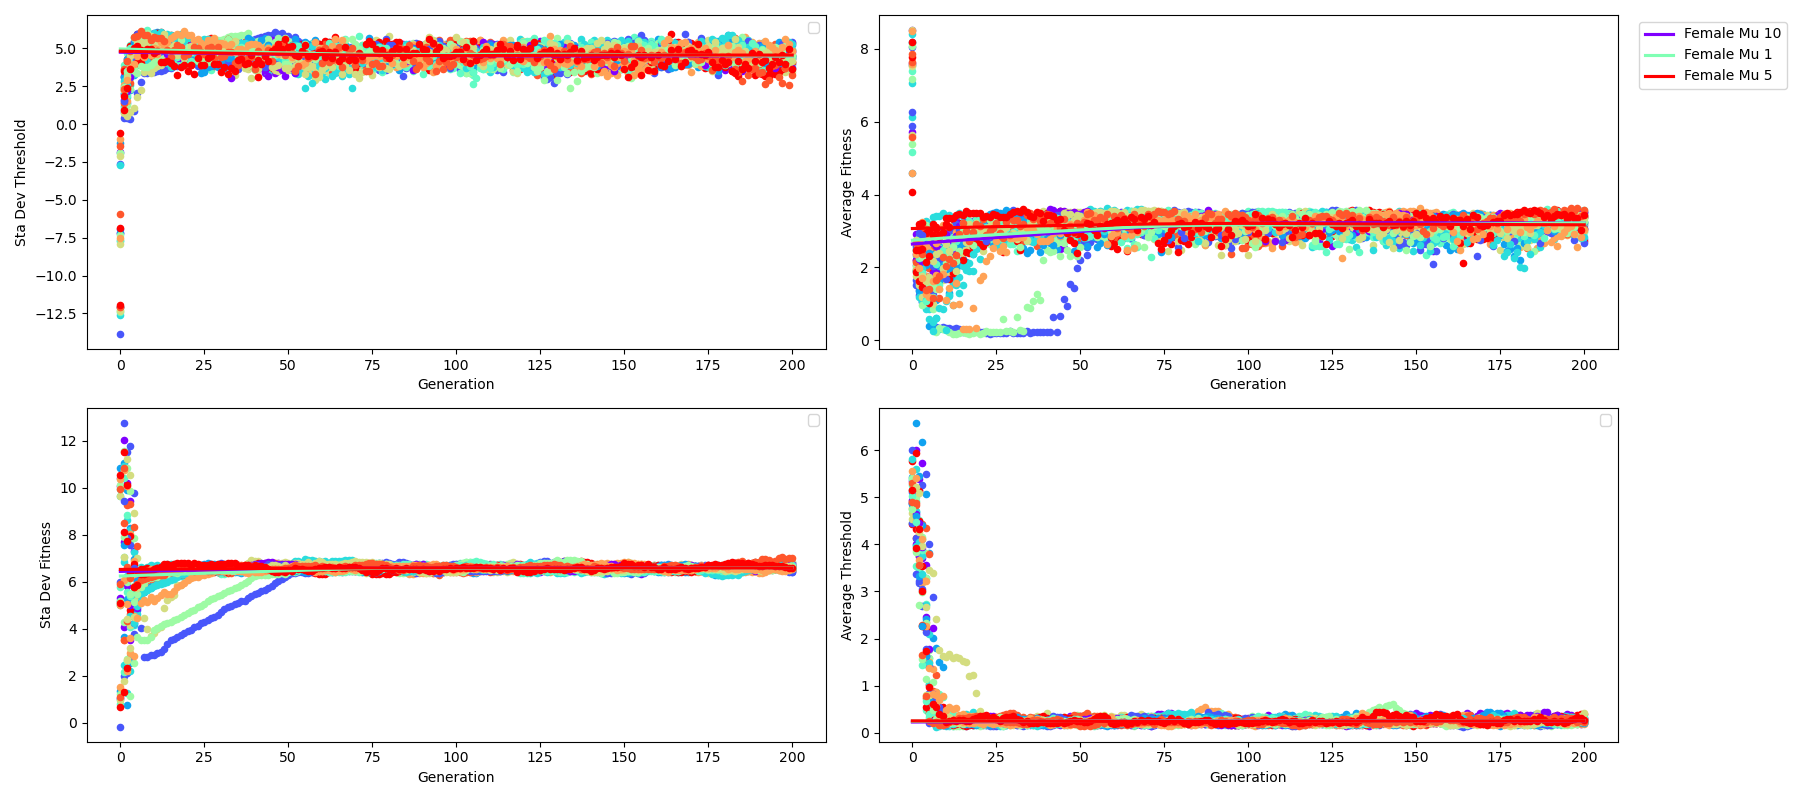 5.0
2.5
0.0
−2.5
−5.0
−7.5
−10.0
−12.5
Sta Dev Threshold
0 25 50 75 100 125 150 175 200
Generation
8
6
4
2
0
Average Fitness
0 25 50 75 100 125 150 175 200
Generation
Female Mu 10
Female Mu 1
Female Mu 5
12
10
8
6
4
2
0
Sta Dev Fitness
0 25 50 75 100 125 150 175 200
Generation
6
5
4
3
2
1
0
Average Threshold
0 25 50 75 100 125 150 175 200
Generation